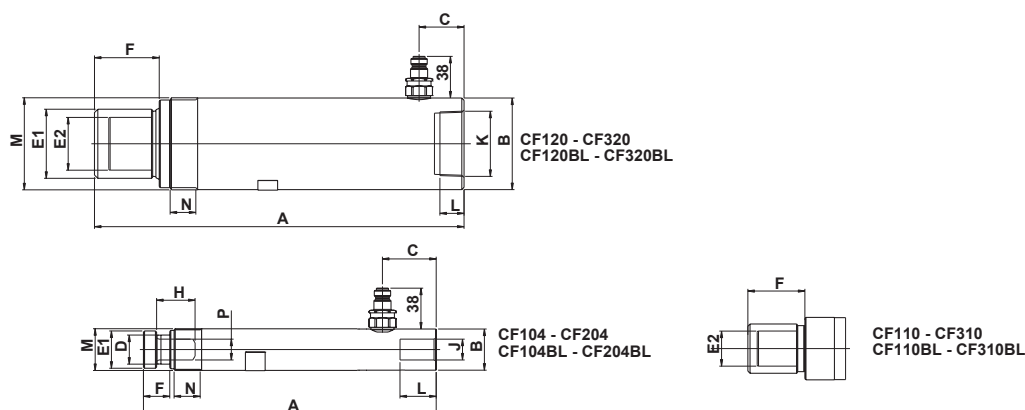 C
F
38
M
E1
E2
K
B
CF120 - CF320
CF120BL - CF320BL
N
L
A
C
H
P
38
F
M
E1
D
J
B
CF104 - CF204
CF104BL - CF204BL
E2
CF110 - CF310
CF110BL - CF310BL
F
N
L
A